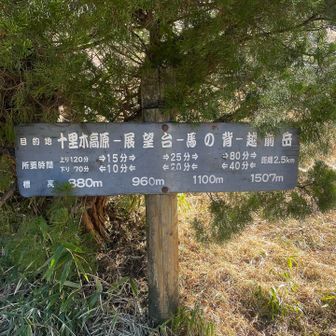 目的地 十里木高原－展望台－馬の背－越前岳
所要時間 上り120分 ⇒15分⇒ ⇒25分⇒ ⇒80分⇒ 距離2.5km
下り 70分 ⇐10分⇐ ⇐20分⇐ ⇐40分⇐
標高 880m 960m 1100m 1507m